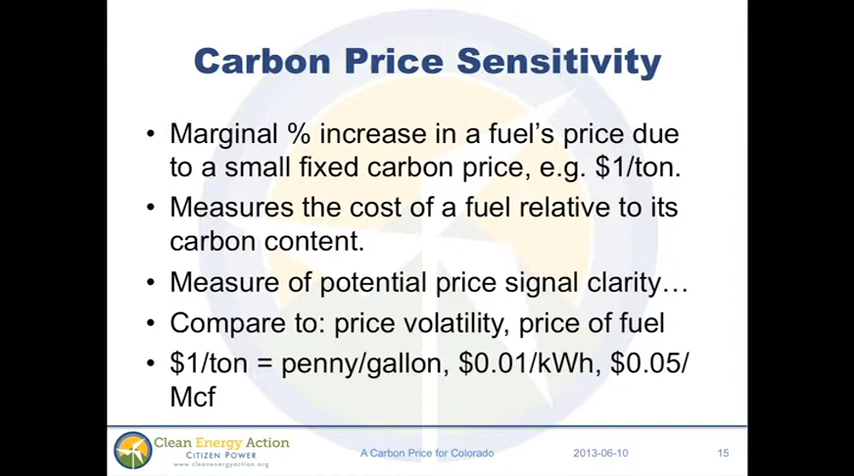 Carbon Price Sensitivity
• Marginal % increase in a fuel's price due
to a small fixed carbon price, e.g. $1/ton.
• Measures the cost of a fuel relative to its
carbon content.
• Measure of potential price signal clarity…
• Compare to: price volatility, price of fuel
• $1/ton = penny/gallon, $0.01/kWh, $0.05/
Mcf
Clean Energy Action
CITIZEN POWER
www.cleanenergyaction.org
A Carbon Price for Colorado
2013-06-10
15